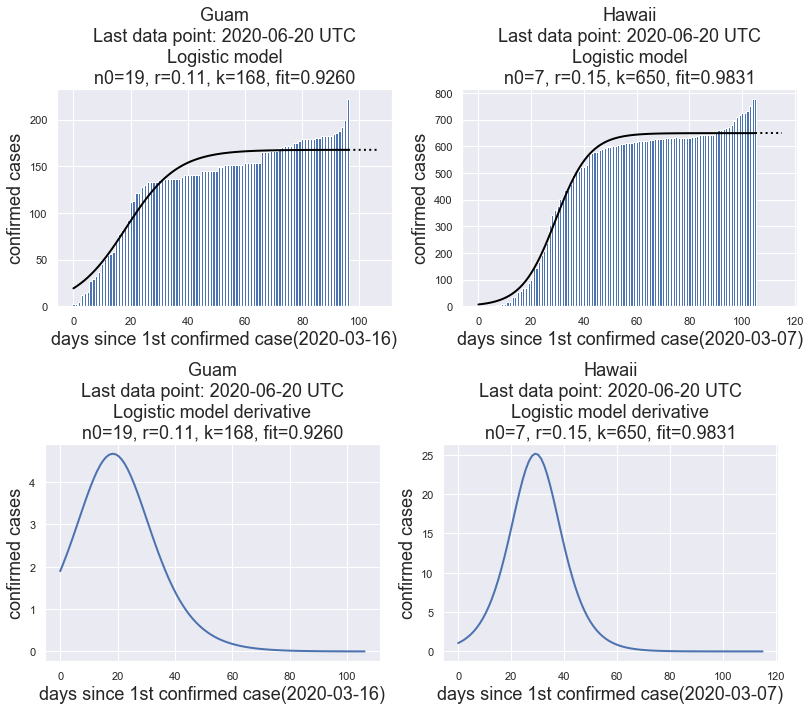 Guam
Last data point: 2020-06-20 UTC
Logistic model
n0=19, r=0.11, k=168, fit=0.9260
confirmed cases
200
150
100
50
0
0 20 40 60 80 100
days since 1st confirmed case(2020-03-16)
Hawaii
Last data point: 2020-06-20 UTC
Logistic model
n0=7, r=0.15, k=650, fit=0.9831
confirmed cases
800
700
600
500
400
300
200
100
0
0 20 40 60 80 100 120
days since 1st confirmed case(2020-03-07)
Guam
Last data point: 2020-06-20 UTC
Logistic model derivative
n0=19, r=0.11, k=168, fit=0.9260
confirmed cases
4
3
2
1
0
0 20 40 60 80 100
days since 1st confirmed case(2020-03-16)
Hawaii
Last data point: 2020-06-20 UTC
Logistic model derivative
n0=7, r=0.15, k=650, fit=0.9831
confirmed cases
25
20
15
10
5
0
0 20 40 60 80 100 120
days since 1st confirmed case(2020-03-07)